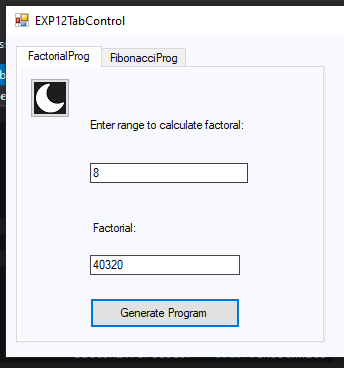 EXP12TabControl
FactorialProg
FibonacciProg
Enter range to calculate factoral:
8
Factorial:
40320
Generate Program